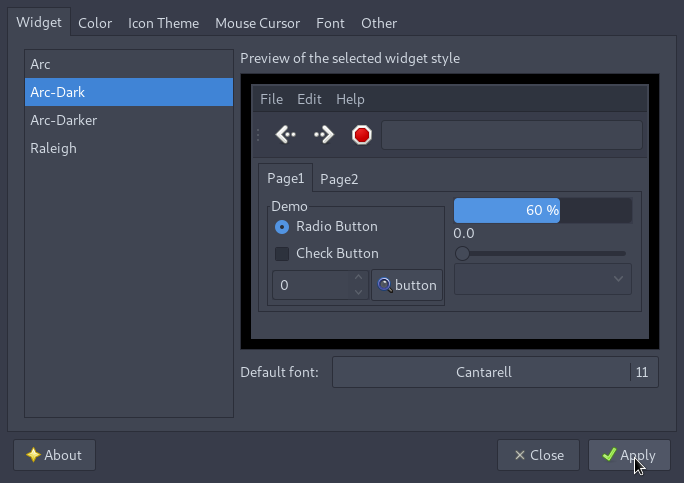 Widget Color Icon Theme Mouse Cursor Font Other
Arc
Arc-Dark
Arc-Darker
Raleigh
Preview of the selected widget style
File Edit Help
Page1 Page2
Demo
Radio Button
Check Button
0 button
60 %
0.0
Default font: Cantarell 11
About Close Apply